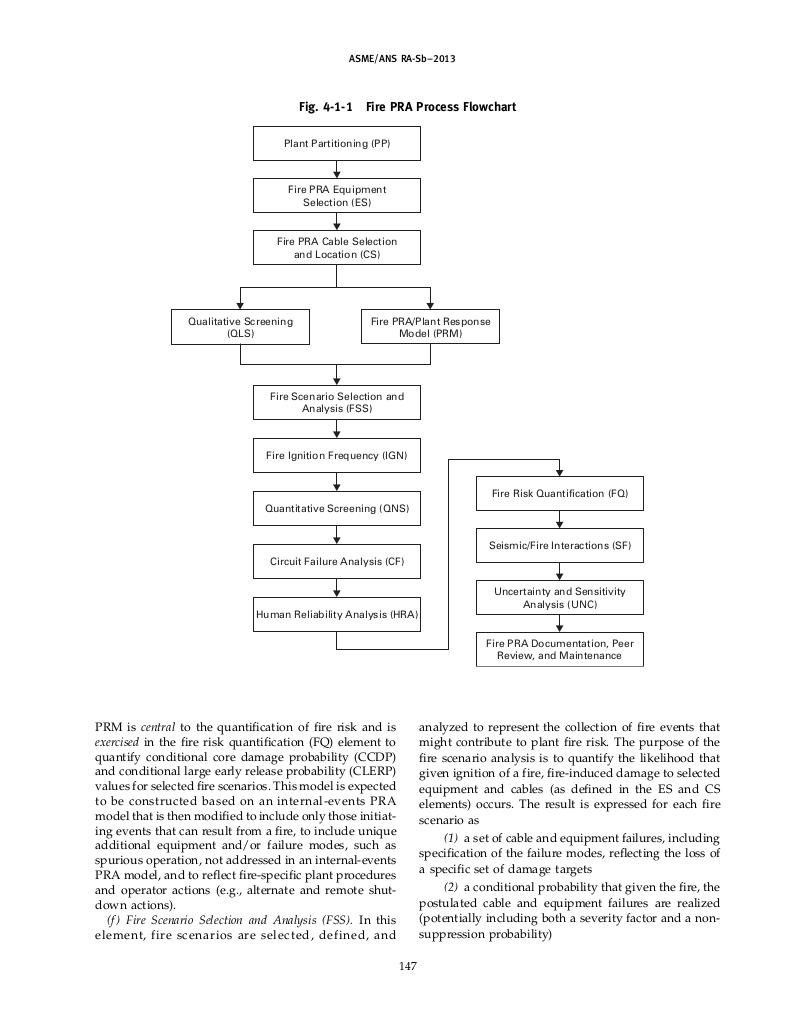 ASME/ANS RA-Sb–2013
Fig. 4-1-1 Fire PRA Process Flowchart
Plant Partitioning (PP)
Fire PRA Equipment
Selection (ES)
Fire PRA Cable Selection
and Location (CS)
Qualitative Screening
(QLS)
Fire PRA/Plant Response
Model (PRM)
Fire Scenario Selection and
Analysis (FSS)
Fire Ignition Frequency (IGN)
Quantitative Screening (QNS)
Circuit Failure Analysis (CF)
Human Reliability Analysis (HRA)
Fire Risk Quantification (FQ)
Seismic/Fire Interactions (SF)
Uncertainty and Sensitivity
Analysis (UNC)
Fire PRA Documentation, Peer
Review, and Maintenance
PRM is central to the quantification of fire risk and is
exercised in the fire risk quantification (FQ) element to
quantify conditional core damage probability (CCDP)
and conditional large early release probability (CLERP)
values for selected fire scenarios. This model is expected
to be constructed based on an internal-events PRA
model that is then modified to include only those initiat-
ing events that can result from a fire, to include unique
additional equipment and/or failure modes, such as
spurious operation, not addressed in an internal-events
PRA model, and to reflect fire-specific plant procedures
and operator actions (e.g., alternate and remote shut-
down actions).
(f) Fire Scenario Selection and Analysis (FSS). In this
element, fire scenarios are selected, defined, and
analyzed to represent the collection of fire events that
might contribute to plant fire risk. The purpose of the
fire scenario analysis is to quantify the likelihood that
given ignition of a fire, fire-induced damage to selected
equipment and cables (as defined in the ES and CS
elements) occurs. The result is expressed for each fire
scenario as
(1) a set of cable and equipment failures, including
specification of the failure modes, reflecting the loss of
a specific set of damage targets
(2) a conditional probability that given the fire, the
postulated cable and equipment failures are realized
(potentially including both a severity factor and a non-
suppression probability)
147